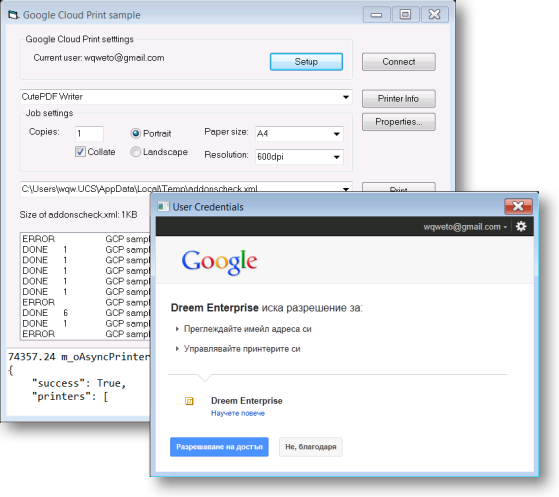 Google Cloud Print sample
Google Cloud Print setttings
Current user: wqweto@gmail.com
Setup
Connect
CutePDF Writer
Printer Info
Job settings
Properties...
Copies:
1
Portrait
Paper size:
A4
Collate
Landscape
Resolution:
600dpi
C:\Users\wqw.UCS\AppData\Local\Temp\addonscheck.xml
Print
Size of addonscheck.xml: 1KB
ERROR GCP sampl
DONE 1 GCP sampl
DONE 1 GCP sampl
DONE 1 GCP sampl
DONE 1 GCP sampl
ERROR GCP sampl
DONE 6 GCP sampl
DONE 1 GCP sampl
ERROR GCP sampl
74357.24 m_oAsyncPrinter
{
"success": True,
"printers": [
User Credentials
wqweto@gmail.com
Google
Dreem Enterprise иска разрешение за:
Преглеждайте имейл адреса си
Управлявайте принтерите си
Dreem Enterprise
Научете повече
Разрешаване на достъп
Не, благодаря